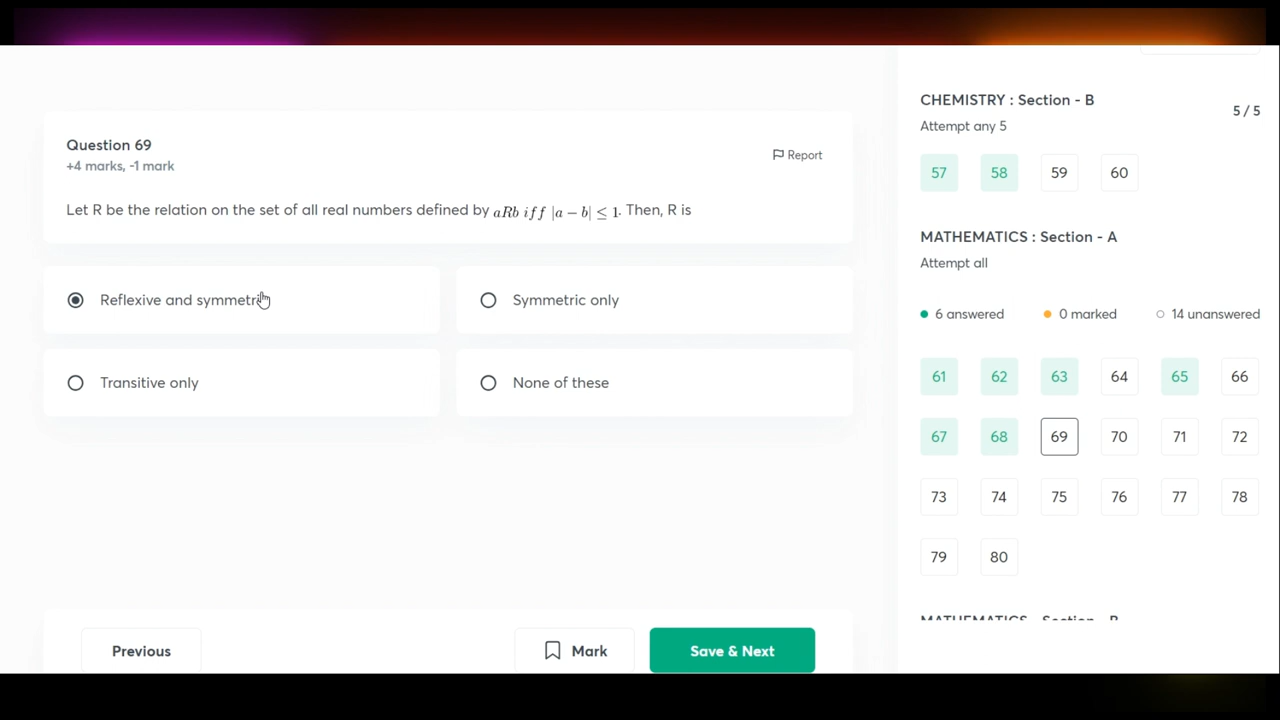 Question 69
+4 marks, -1 mark
Report
Let R be the relation on the set of all real numbers defined by aRb iff |a − b| ≤ 1. Then, R is
Reflexive and symmetric
Symmetric only
Transitive only
None of these
Previous
Mark
Save & Next
CHEMISTRY : Section - B
5 / 5
Attempt any 5
57 58 59 60
MATHEMATICS : Section - A
Attempt all
6 answered 0 marked 14 unanswered
61 62 63 64 65 66
67 68 69 70 71 72
73 74 75 76 77 78
79 80
MATHEMATICS - Section - B